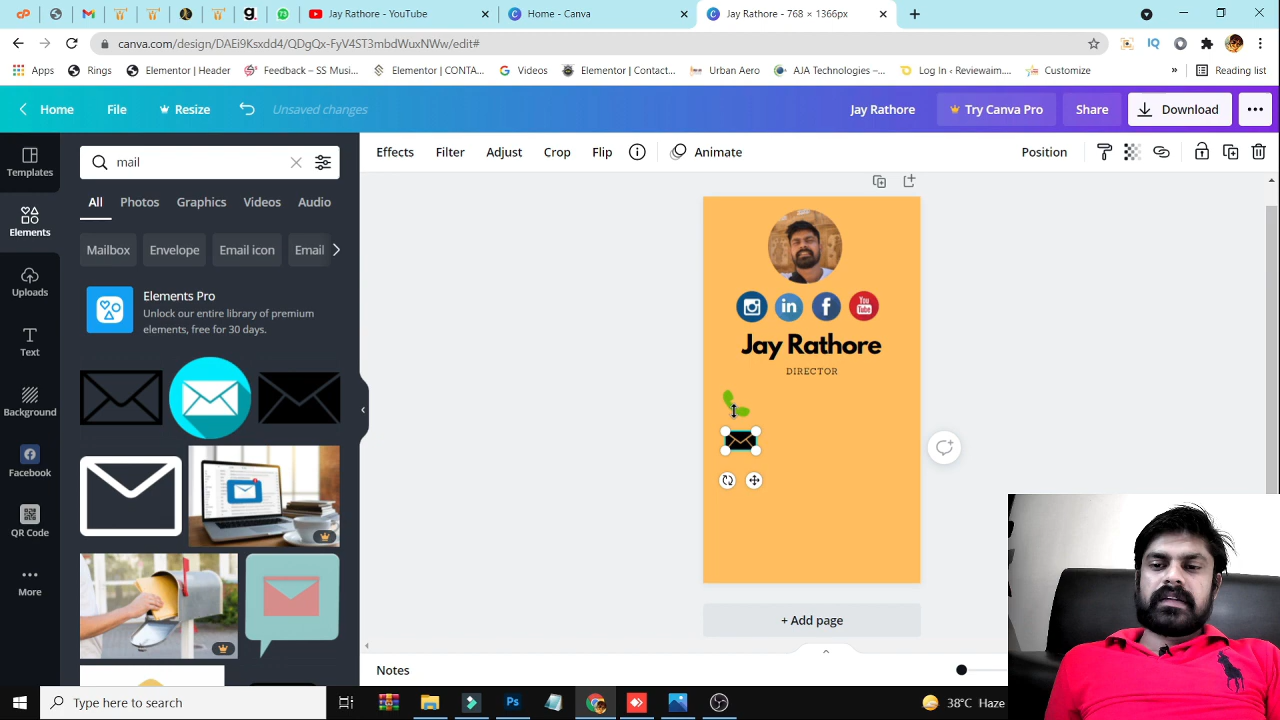 Jay Rathore - YouTube
Home - Canva
Jay Rathore - 768 × 1366px
canva.com/design/DAEi9Ksxdd4/QDgQx-FyV4ST3mbdWuxNWw/edit#
Apps
Rings
Elementor | Header
Feedback – SS Musi...
Elementor | CONTA...
Videos
Elementor | Contact...
Urban Aero
AJA Technologies –...
Log In ‹ Reviewaim....
Customize
»
Reading list
Home
File
Resize
Unsaved changes
Jay Rathore
Try Canva Pro
Share
Download
Templates
Elements
Uploads
Text
Background
Facebook
QR Code
More
mail
All
Photos
Graphics
Videos
Audio
Mailbox
Envelope
Email icon
Email
Elements Pro
Unlock our entire library of premium
elements, free for 30 days.
Effects
Filter
Adjust
Crop
Flip
Animate
Position
in
f
You
Tube
Jay Rathore
DIRECTOR
+ Add page
Notes
Type here to search
38°C Haze